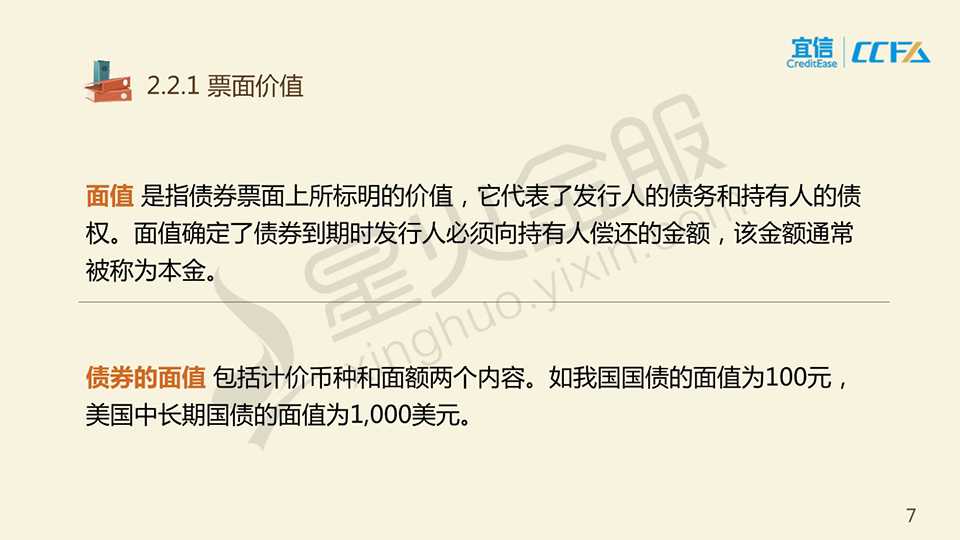 宜信
CreditEase
CCFA
2.2.1 票面价值
面值 是指债券票面上所标明的价值，它代表了发行人的债务和持有人的债
权。面值确定了债券到期时发行人必须向持有人偿还的金额，该金额通常
被称为本金。
债券的面值 包括计价币种和面额两个内容。如我国国债的面值为100元，
美国中长期国债的面值为1,000美元。
星火金服
xinghuo.yixin.com
7